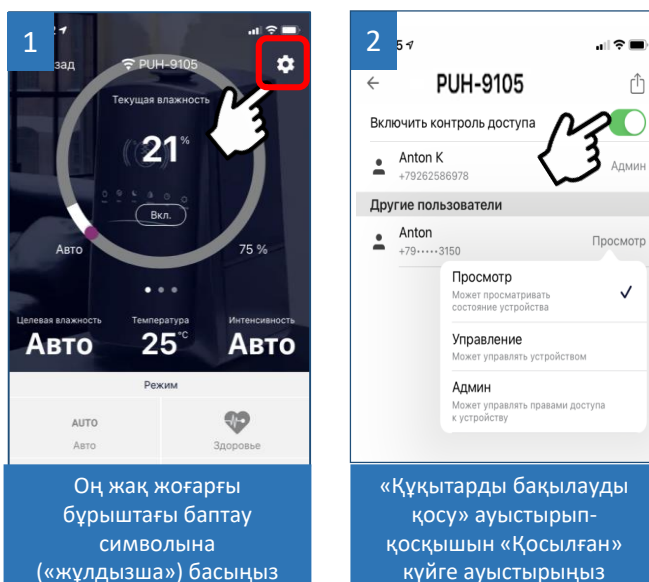 1
зад
PUH-9105
Текущая влажность
21%
Вкл.
Авто
75 %
Целевая влажность
Температура
Интенсивность
Авто
25°C
Авто
Режим
AUTO
Авто
Здоровье
Оң жақ жоғарғы
бұрыштағы баптау
символына
(«жұлдызша») басыңыз
2
PUH-9105
Включить контроль доступа
Anton K
+79262586978
Админ
Другие пользователи
Anton
+79·····3150
Просмотр
Просмотр
Может просматривать
состояние устройства
Управление
Может управлять устройством
Админ
Может управлять правами доступа
к устройству
«Құқытарды бақылауды
қосу» ауыстырып-
қосқышын «Қосылған»
күйге ауыстырыңыз